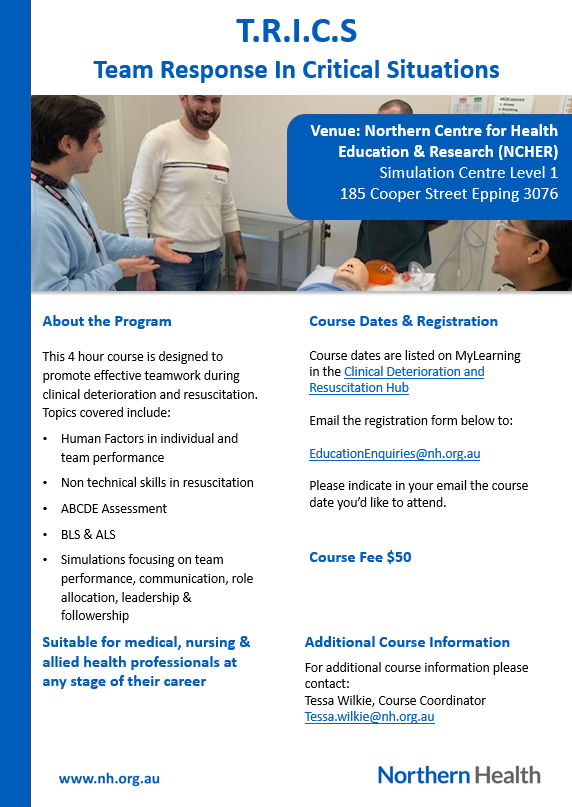 T.R.I.C.S
Team Response In Critical Situations
Venue: Northern Centre for Health
Education & Research (NCHER)
Simulation Centre Level 1
185 Cooper Street Epping 3076
About the Program
This 4 hour course is designed to
promote effective teamwork during
clinical deterioration and resuscitation.
Topics covered include:
• Human Factors in individual and
team performance
• Non technical skills in resuscitation
• ABCDE Assessment
• BLS & ALS
• Simulations focusing on team
performance, communication, role
allocation, leadership &
followership
Suitable for medical, nursing &
allied health professionals at
any stage of their career
Course Dates & Registration
Course dates are listed on MyLearning
in the Clinical Deterioration and
Resuscitation Hub
Email the registration form below to:
EducationEnquiries@nh.org.au
Please indicate in your email the course
date you'd like to attend.
Course Fee $50
Additional Course Information
For additional course information please
contact:
Tessa Wilkie, Course Coordinator
Tessa.wilkie@nh.org.au
www.nh.org.au
Northern Health